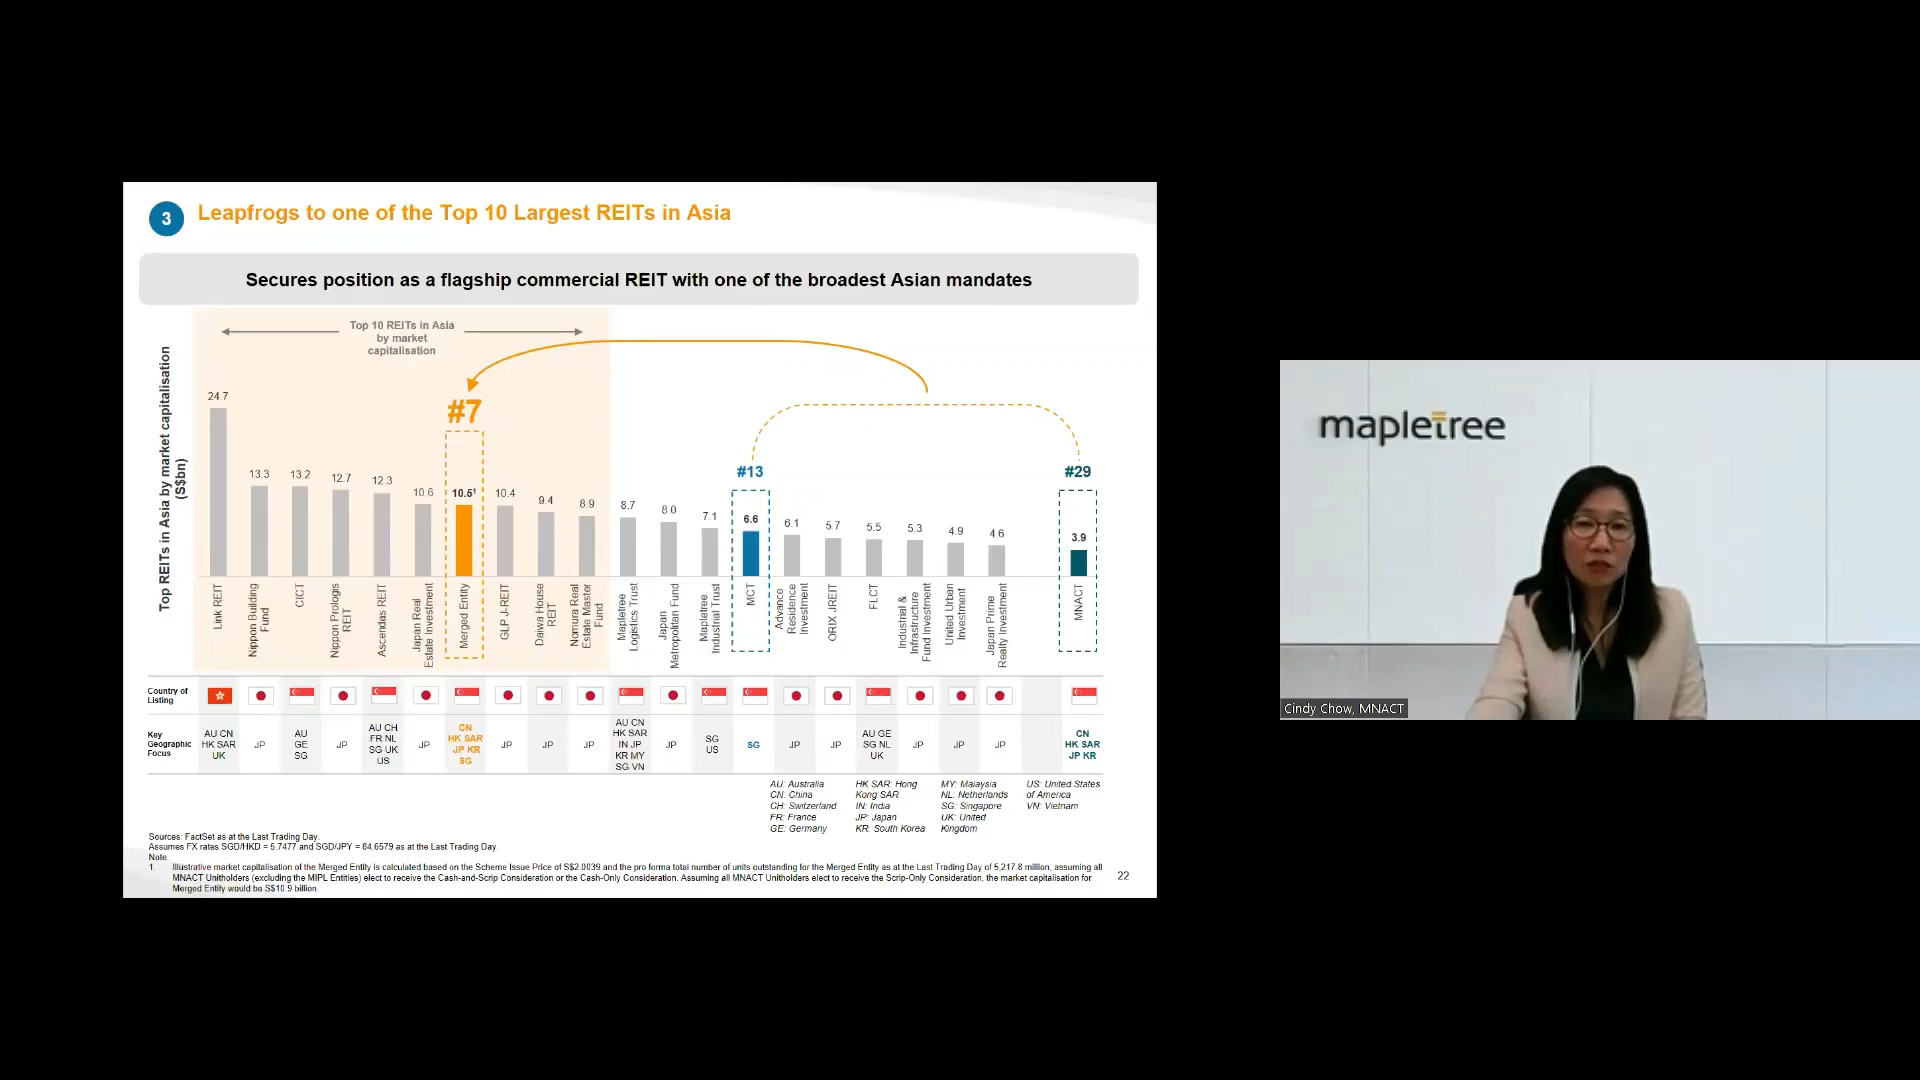 3
Leapfrogs to one of the Top 10 Largest REITs in Asia
Secures position as a flagship commercial REIT with one of the broadest Asian mandates
Top 10 REITs in Asia
by market
capitalisation
Top REITs in Asia by market capitalisation
(S$bn)
#7
#13
#29
24.7
13.3
13.2
12.7
12.3
10.6
10.5¹
10.4
9.4
8.9
8.7
8.0
7.1
6.6
6.1
5.7
5.5
5.3
4.9
4.6
3.9
Link REIT
Nippon Building
Fund
CICT
Nippon Prologis
REIT
Ascendas REIT
Japan Real
Estate Investment
Merged Entity
GLP J-REIT
Daiwa House
REIT
Nomura Real
Estate Master
Fund
Mapletree
Logistics Trust
Japan
Metropolitan Fund
Mapletree
Industrial Trust
MCT
Advance
Residence
Investment
ORIX JREIT
FLCT
Industrial &
Infrastructure
Fund Investment
United Urban
Investment
Japan Prime
Realty Investment
MNACT
Country of
Listing
Key
Geographic
Focus
AU CN
HK SAR
UK
JP
AU
GE
SG
JP
AU CH
FR NL
SG UK
US
JP
CN
HK SAR
JP KR
SG
JP
JP
JP
AU CN
HK SAR
IN JP
KR MY
SG VN
JP
SG
US
SG
JP
JP
AU GE
SG NL
UK
JP
JP
JP
CN
HK SAR
JP KR
AU: Australia
CN: China
CH: Switzerland
FR: France
GE: Germany
HK SAR: Hong
Kong SAR
IN: India
JP: Japan
KR: South Korea
MY: Malaysia
NL: Netherlands
SG: Singapore
UK: United
Kingdom
US: United States
of America
VN: Vietnam
Sources: FactSet as at the Last Trading Day.
Assumes FX rates SGD/HKD = 5.7477 and SGD/JPY = 84.6579 as at the Last Trading Day.
Note
1. Illustrative market capitalisation of the Merged Entity is calculated based on the Scheme Issue Price of S$2.0039 and the pro forma total number of units outstanding for the Merged Entity as at the Last Trading Day of 5,217.8 million, assuming all
MNACT Unitholders (excluding the MIPL Entities) elect to receive the Cash-and-Scrip Consideration or the Cash-Only Consideration. Assuming all MNACT Unitholders elect to receive the Scrip-Only Consideration, the market capitalisation for
Merged Entity would be S$10.9 billion.
22
mapletree
Cindy Chow, MNACT